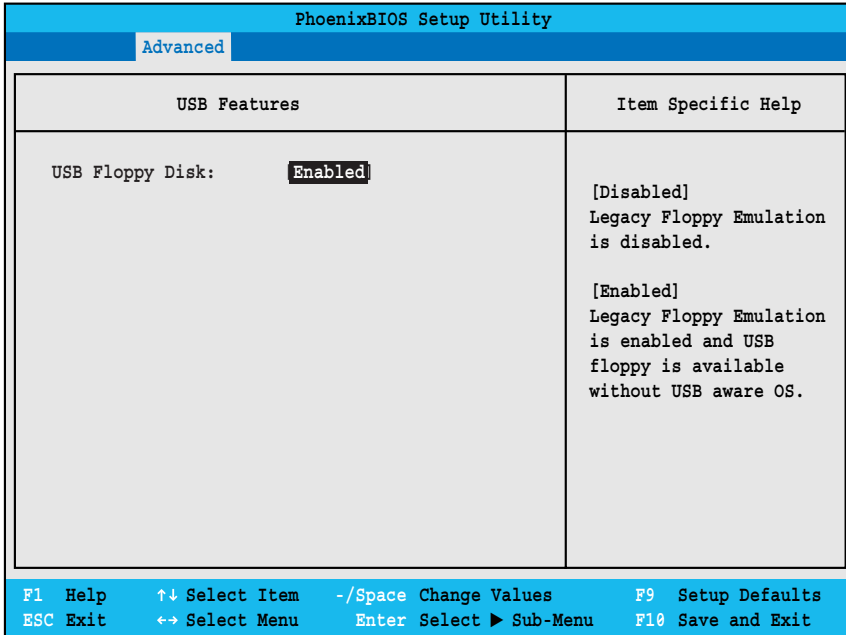 PhoenixBIOS Setup Utility
Advanced
USB Features
Item Specific Help
USB Floppy Disk: [Enabled]
[Disabled]
Legacy Floppy Emulation
is disabled.
[Enabled]
Legacy Floppy Emulation
is enabled and USB
floppy is available
without USB aware OS.
F1 Help ↑↓ Select Item -/Space Change Values F9 Setup Defaults
ESC Exit ←→ Select Menu Enter Select ▶ Sub-Menu F10 Save and Exit